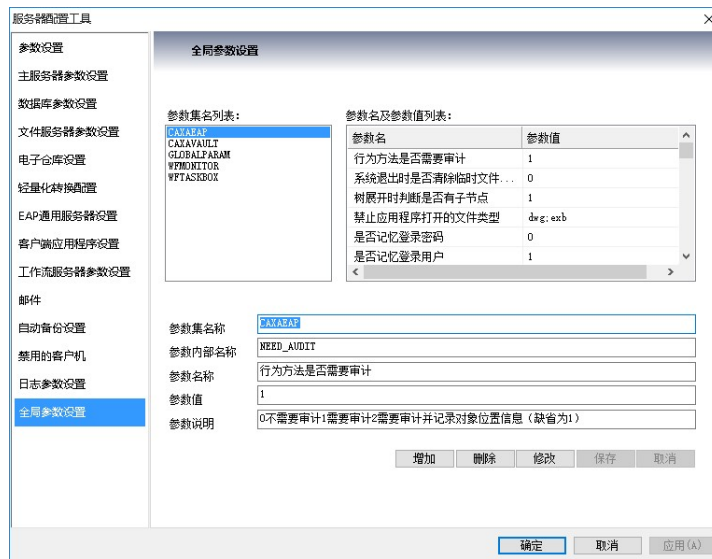 服务器配置工具
参数设置
主服务器参数设置
数据库参数设置
文件服务器参数设置
电子仓库设置
轻量化转换配置
EAP通用服务器设置
客户端应用程序设置
工作流服务器参数设置
邮件
自动备份设置
禁用的客户机
日志参数设置
全局参数设置
全局参数设置
参数集名列表：
CAXAEAP
CAXAVAULT
GLOBALPARAM
WFMONITOR
WFTASKBOX
参数名及参数值列表：
参数名 参数值
行为方法是否需要审计 1
系统退出时是否清除临时文件... 0
树展开时判断是否有子节点 1
禁止应用程序打开的文件类型 dwg;exb
是否记忆登录密码 0
是否记忆登录用户 1
参数集名称 CAXAEAP
参数内部名称 NEED_AUDIT
参数名称 行为方法是否需要审计
参数值 1
参数说明 0不需要审计1需要审计2需要审计并记录对象位置信息（缺省为1）
增加 删除 修改 保存 取消
确定 取消 应用(A)